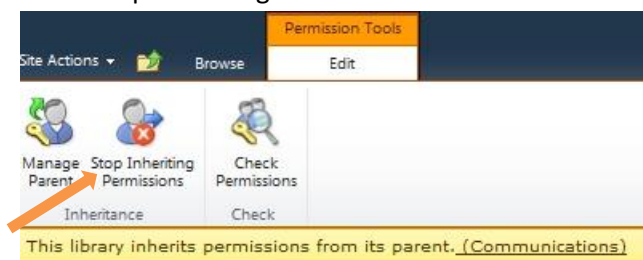 Permission Tools
Site Actions
Browse
Edit
Manage Parent
Stop Inheriting Permissions
Check Permissions
Inheritance
Check
This library inherits permissions from its parent. (Communications)